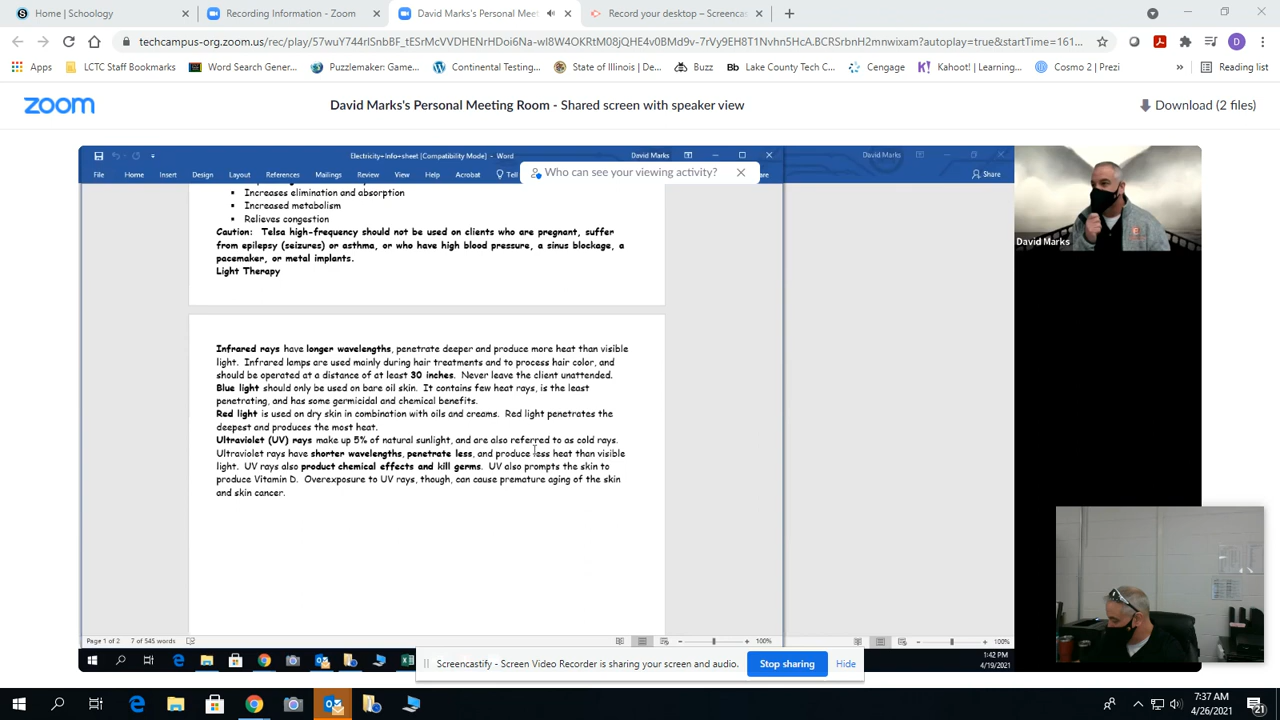 Home | Schoology
Recording Information - Zoom
David Marks's Personal Meet
Record your desktop – Screencas
techcampus-org.zoom.us/rec/play/57wuY744rISnbBF_tESrMcVVDHENrHDoi6Na-wI8W4OKRtM08jQHE4v0BMd9v-7rVy9EH8T1Nvhn5HcA.BCRSrbnH2mnwixam?autoplay=true&startTime=161...
Apps
LCTC Staff Bookmarks
Word Search Gener...
Puzzlemaker: Game...
Continental Testing...
State of Illinois | De...
Buzz
Bb Lake County Tech C...
Cengage
Kahoot! | Learning...
Cosmo 2 | Prezi
»
Reading list
zoom
David Marks's Personal Meeting Room - Shared screen with speaker view
Download (2 files)
Electricity+Info+sheet [Compatibility Mode] - Word
David Marks
David Marks
File Home Insert Design Layout References Mailings Review View Help Acrobat Tell
Who can see your viewing activity?
Share
Increases elimination and absorption
Increased metabolism
Relieves congestion
Caution: Telsa high-frequency should not be used on clients who are pregnant, suffer
from epilepsy (seizures) or asthma, or who have high blood pressure, a sinus blockage, a
pacemaker, or metal implants.
Light Therapy
Infrared rays have longer wavelengths, penetrate deeper and produce more heat than visible
light. Infrared lamps are used mainly during hair treatments and to process hair color, and
should be operated at a distance of at least 30 inches. Never leave the client unattended.
Blue light should only be used on bare oil skin. It contains few heat rays, is the least
penetrating, and has some germicidal and chemical benefits.
Red light is used on dry skin in combination with oils and creams. Red light penetrates the
deepest and produces the most heat.
Ultraviolet (UV) rays make up 5% of natural sunlight, and are also referred to as cold rays.
Ultraviolet rays have shorter wavelengths, penetrate less, and produce less heat than visible
light. UV rays also product chemical effects and kill germs. UV also prompts the skin to
produce Vitamin D. Overexposure to UV rays, though, can cause premature aging of the skin
and skin cancer.
David Marks
Page 1 of 2 7 of 545 words
100%
100%
1:42 PM
4/19/2021
Screencastify - Screen Video Recorder is sharing your screen and audio.
Stop sharing
Hide
7:37 AM
4/26/2021
21